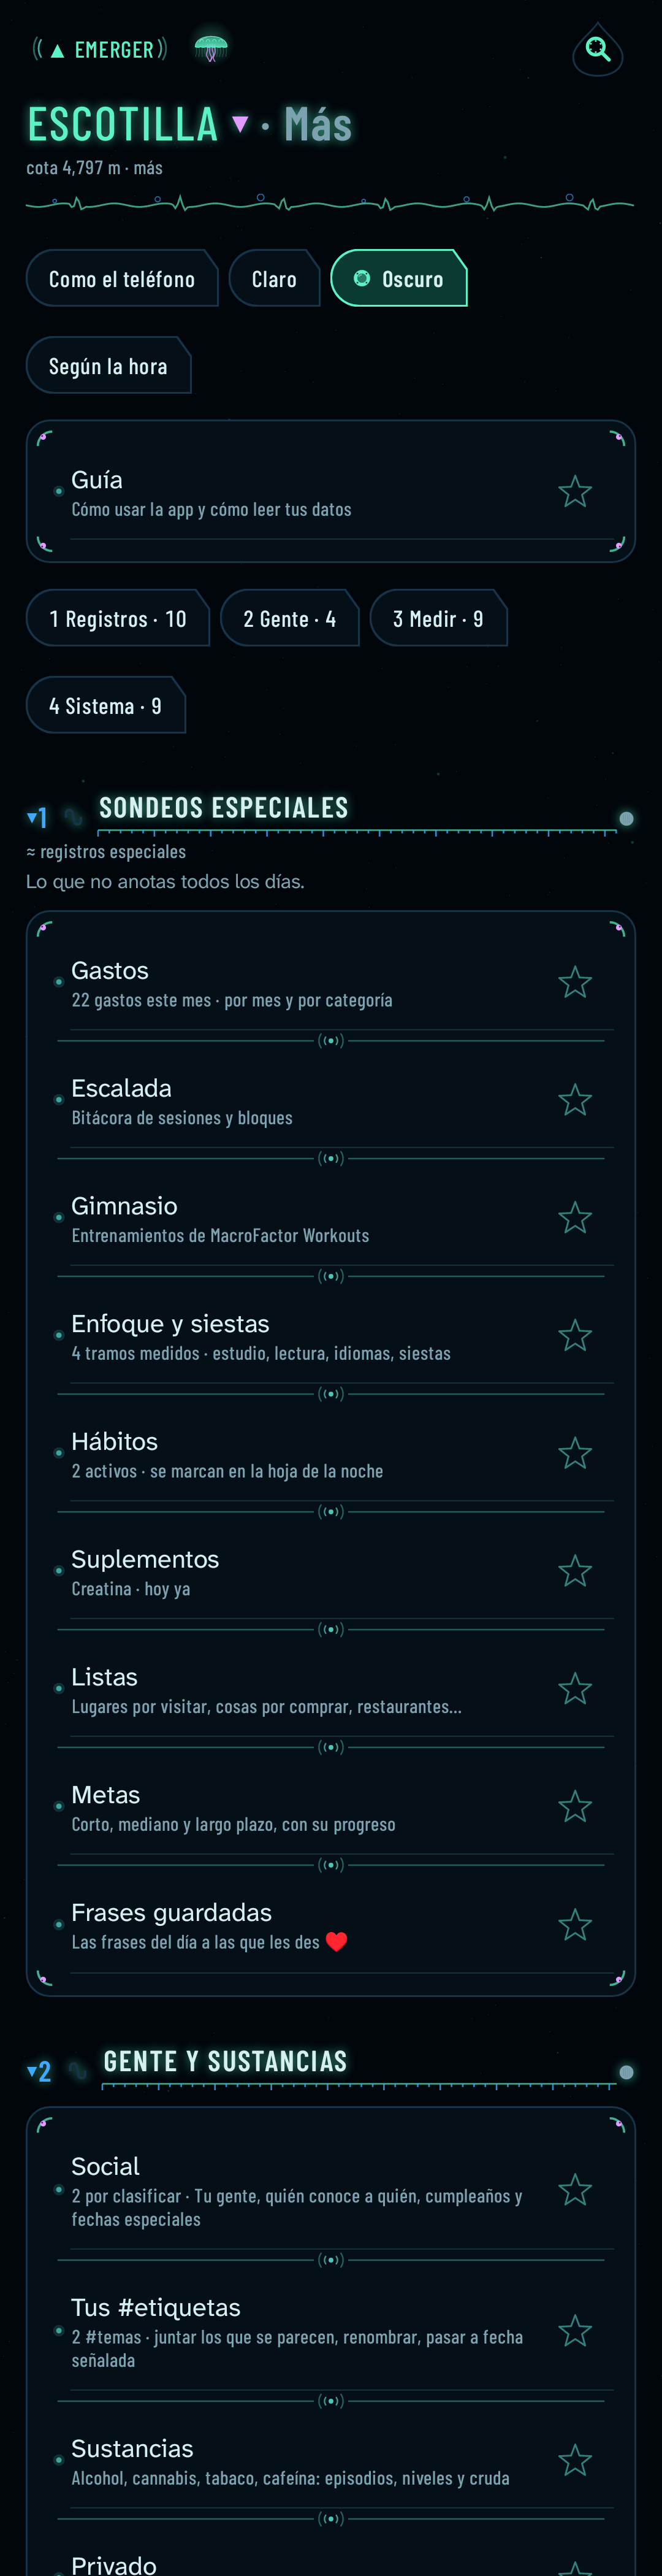 ▲ EMERGER
ESCOTILLA ▼ · Más
cota 4,797 m · más
Como el teléfono
Claro
Oscuro
Según la hora
Guía
Cómo usar la app y cómo leer tus datos
1 Registros · 10
2 Gente · 4
3 Medir · 9
4 Sistema · 9
▼1 SONDEOS ESPECIALES
≈ registros especiales
Lo que no anotas todos los días.
Gastos
22 gastos este mes · por mes y por categoría
Escalada
Bitácora de sesiones y bloques
Gimnasio
Entrenamientos de MacroFactor Workouts
Enfoque y siestas
4 tramos medidos · estudio, lectura, idiomas, siestas
Hábitos
2 activos · se marcan en la hoja de la noche
Suplementos
Creatina · hoy ya
Listas
Lugares por visitar, cosas por comprar, restaurantes...
Metas
Corto, mediano y largo plazo, con su progreso
Frases guardadas
Las frases del día a las que les des ❤
▼2 GENTE Y SUSTANCIAS
Social
2 por clasificar · Tu gente, quién conoce a quién, cumpleaños y
fechas especiales
Tus #etiquetas
2 #temas · juntar los que se parecen, renombrar, pasar a fecha
señalada
Sustancias
Alcohol, cannabis, tabaco, cafeína: episodios, niveles y cruda
Privado